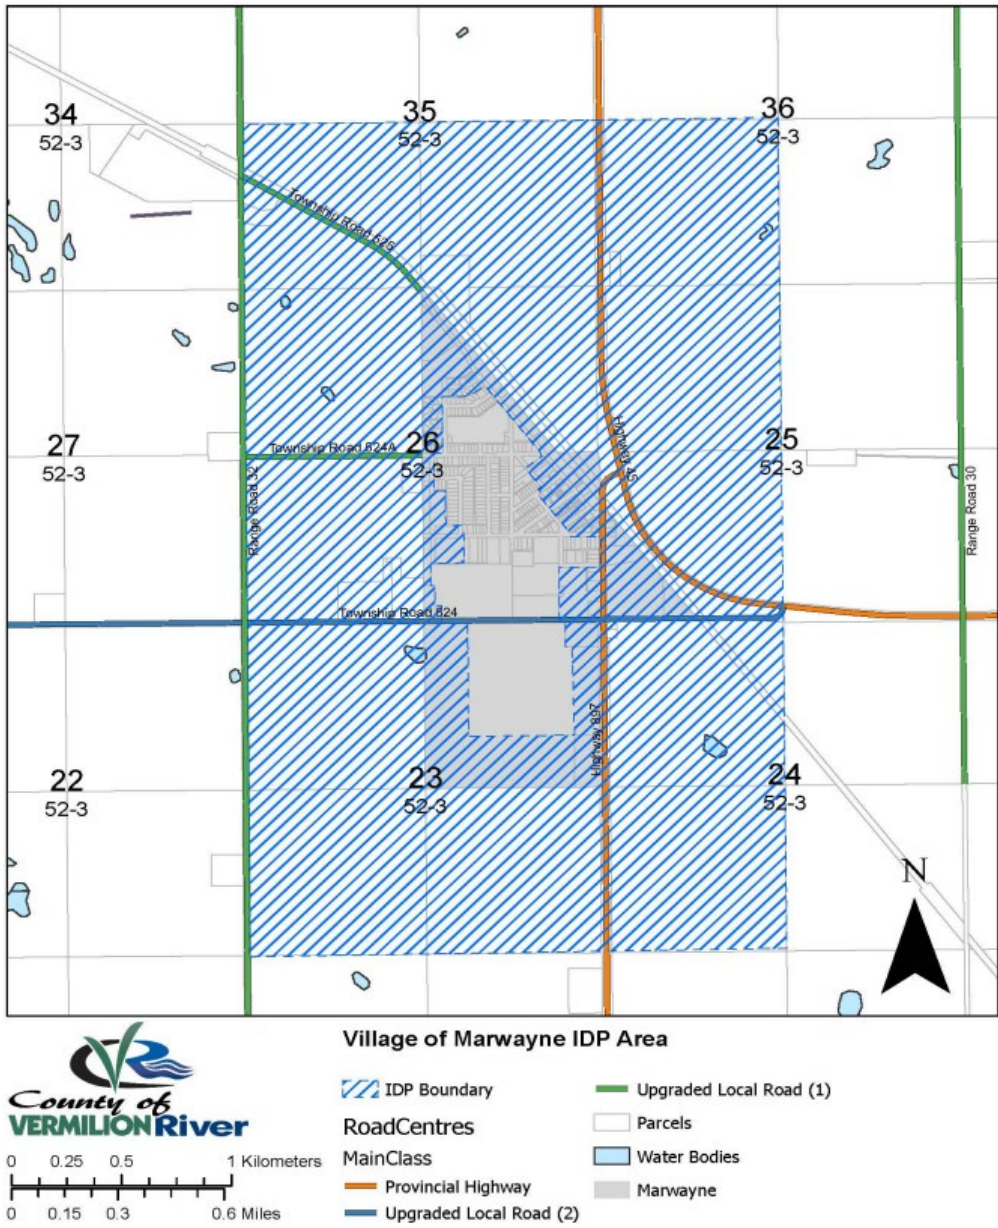 34
52-3
35
52-3
36
52-3
Township Road 525
27
52-3
Township Road 524A
26
52-3
Highway 45
25
52-3
Range Road 32
Range Road 30
Township Road 524
22
52-3
23
52-3
Highway 897
24
52-3
N
County of
VERMILION River
Village of Marwayne IDP Area
IDP Boundary
RoadCentres
MainClass
Provincial Highway
Upgraded Local Road (2)
Upgraded Local Road (1)
Parcels
Water Bodies
Marwayne
0 0.25 0.5 1 Kilometers
0 0.15 0.3 0.6 Miles